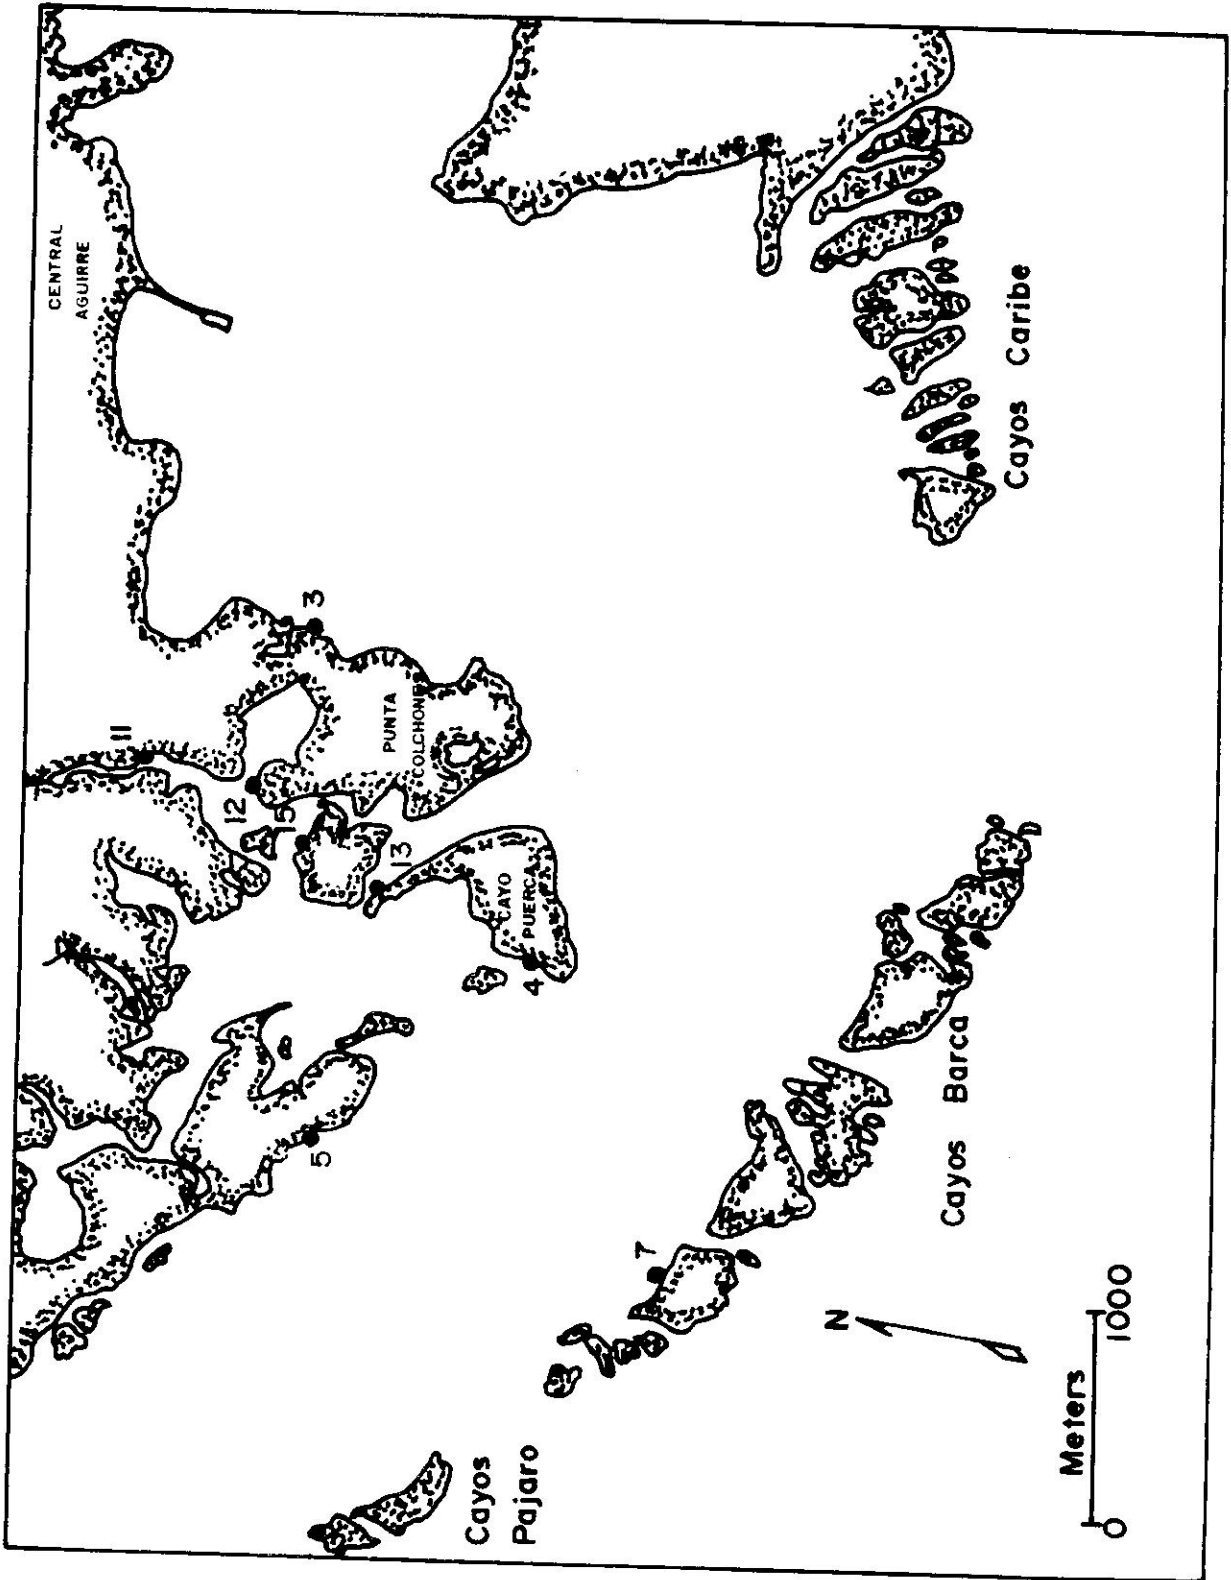 CENTRAL
AGUIRRE
3
11
PUNTA
COLCHONES
12
15
13
CAYO
PUERCA
4
5
7
Cayos Caribe
Cayos Barca
Cayos
Pajaro
N
Meters
0 1000